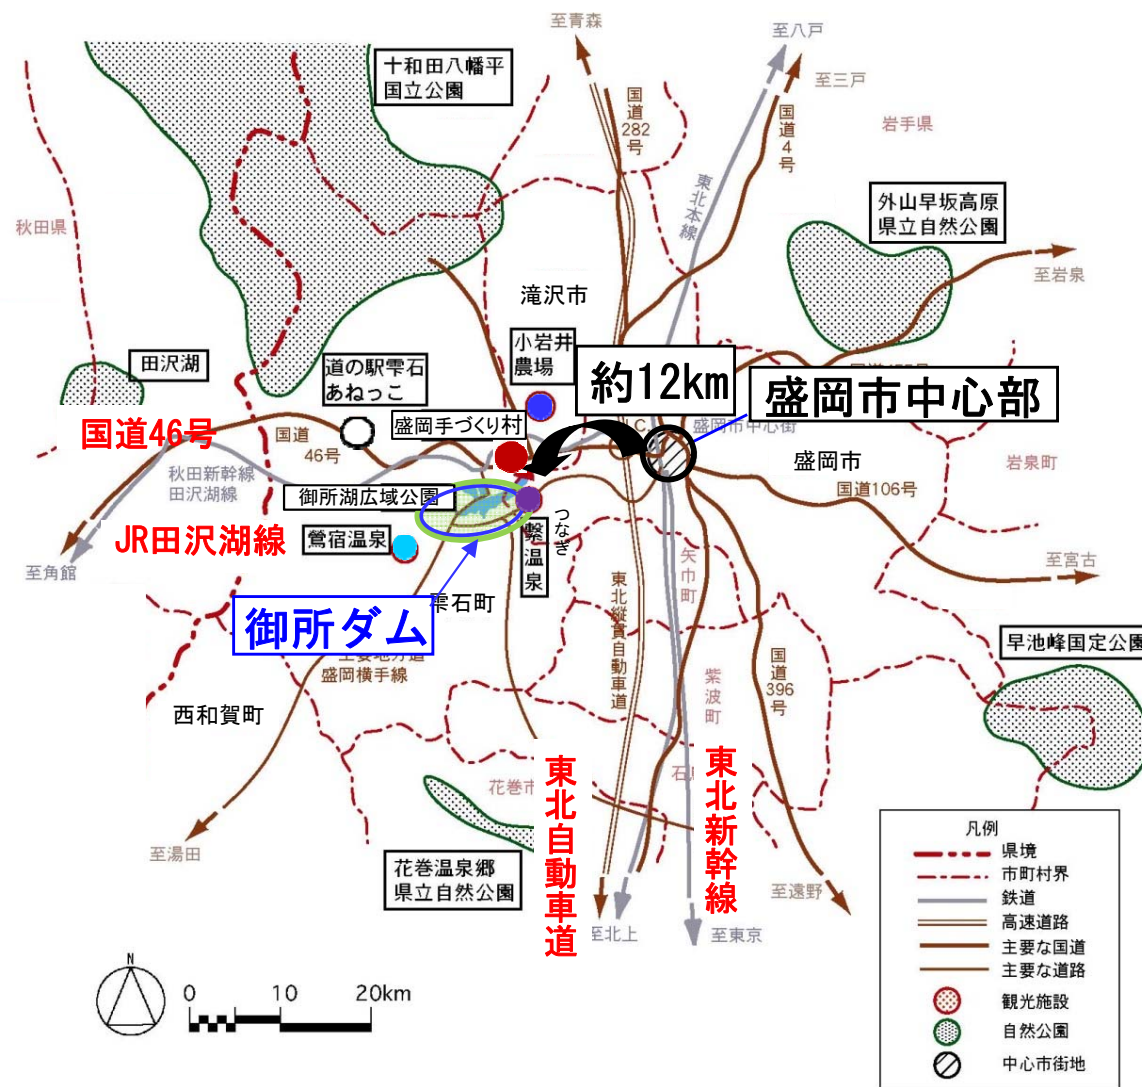 至青森
至八戸
十和田八幡平
国立公園
至三戸
国道
282
号
国道
4
号
岩手県
東北本線
外山早坂高原
県立自然公園
秋田県
至岩泉
滝沢市
田沢湖
道の駅雫石
あねっこ
小岩井
農場
約12km
盛岡市中心部
国道46号
国道
46号
盛岡手づくり村
盛岡市中心街
盛岡市
岩泉町
秋田新幹線
田沢湖線
国道106号
御所湖広域公園
JR田沢湖線
鶯宿温泉
つなぎ
繋温泉
至角館
矢巾町
至宮古
御所ダム
雫石町
東北縦貫自動車道
早池峰国定公園
主要地方道
盛岡横手線
紫波町
国道
396
号
西和賀町
花巻市
東北自動車道
東北新幹線
至湯田
花巻温泉郷
県立自然公園
至遠野
至北上
至東京
凡例
県境
市町村界
鉄道
高速道路
主要な国道
主要な道路
観光施設
自然公園
中心市街地
N
0 10 20km